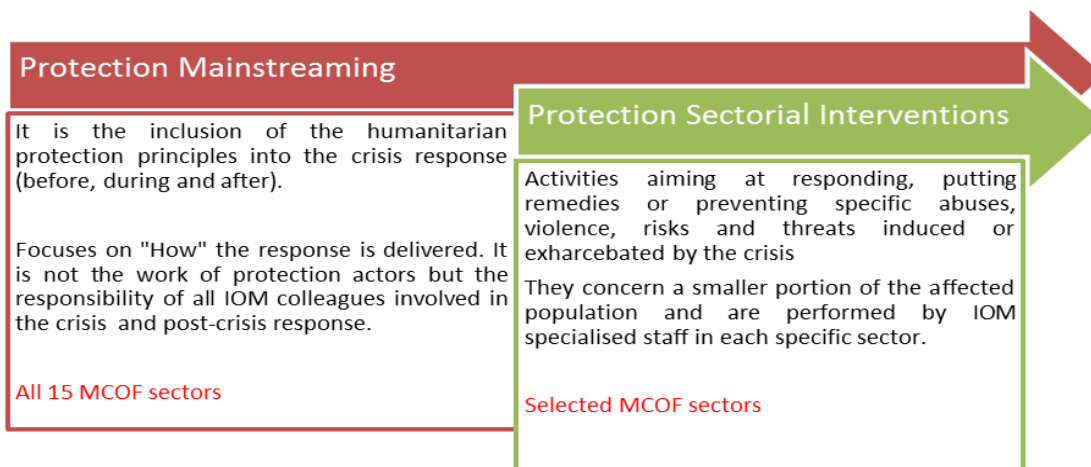 Protection Mainstreaming
It is the inclusion of the humanitarian
protection principles into the crisis response
(before, during and after).
Focuses on "How" the response is delivered. It
is not the work of protection actors but the
responsibility of all IOM colleagues involved in
the crisis and post-crisis response.
All 15 MCOF sectors
Protection Sectorial Interventions
Activities aiming at responding, putting
remedies or preventing specific abuses,
violence, risks and threats induced or
exharcebated by the crisis
They concern a smaller portion of the affected
population and are performed by IOM
specialised staff in each specific sector.
Selected MCOF sectors